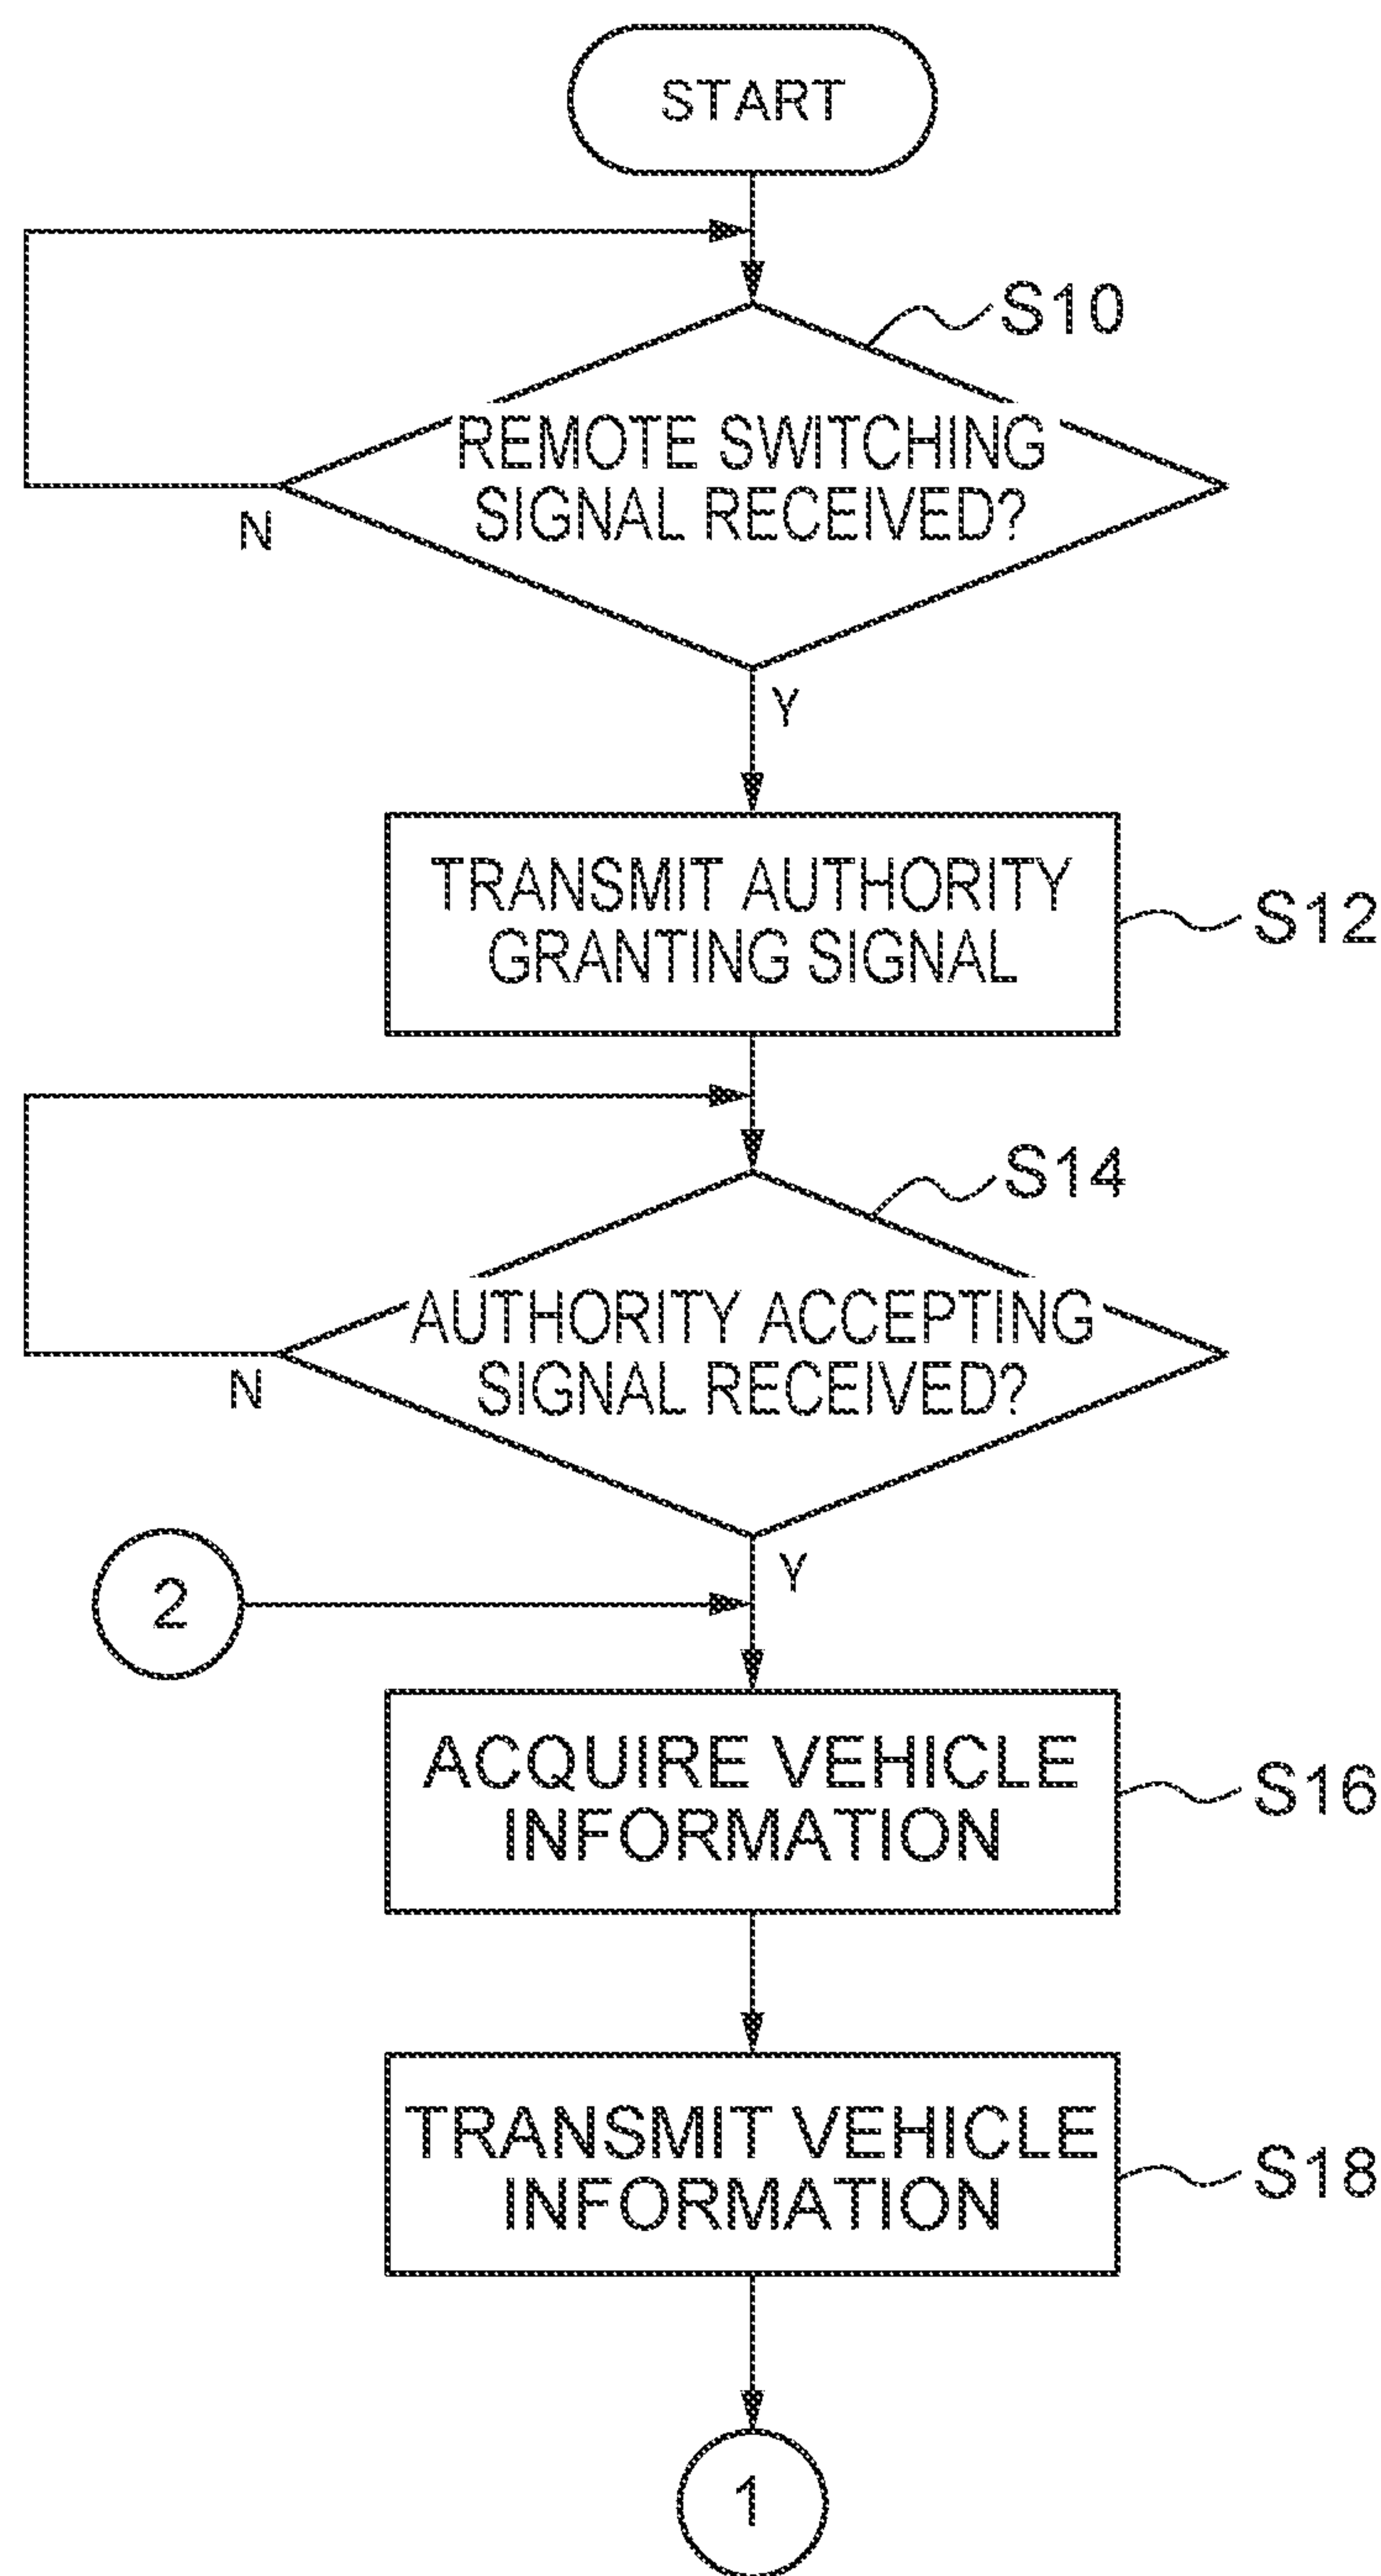 START
S10
REMOTE SWITCHING
SIGNAL RECEIVED?
N
Y
TRANSMIT AUTHORITY
GRANTING SIGNAL
S12
S14
AUTHORITY ACCEPTING
SIGNAL RECEIVED?
N
Y
2
ACQUIRE VEHICLE
INFORMATION
S16
TRANSMIT VEHICLE
INFORMATION
S18
1